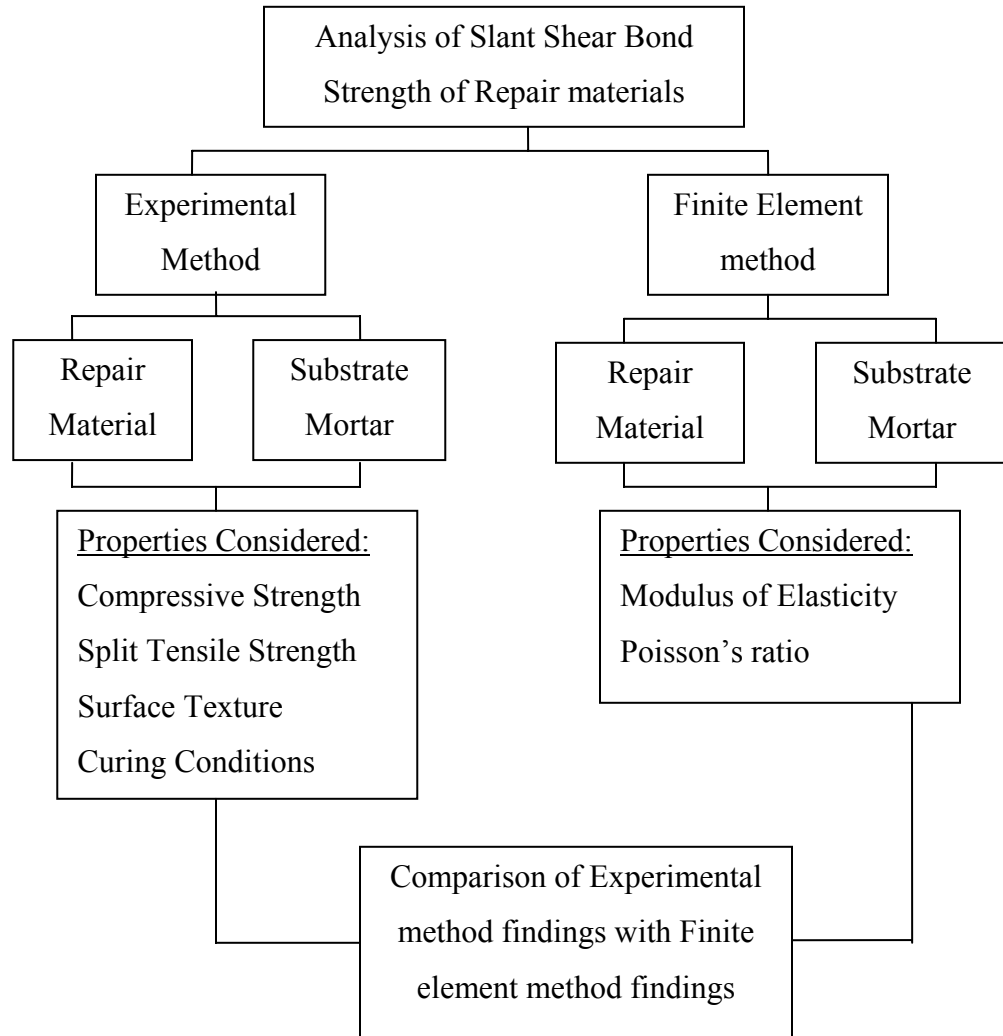 Analysis of Slant Shear Bond
Strength of Repair materials
Experimental
Method
Finite Element
method
Repair
Material
Substrate
Mortar
Repair
Material
Substrate
Mortar
Properties Considered:
Compressive Strength
Split Tensile Strength
Surface Texture
Curing Conditions
Properties Considered:
Modulus of Elasticity
Poisson’s ratio
Comparison of Experimental
method findings with Finite
element method findings